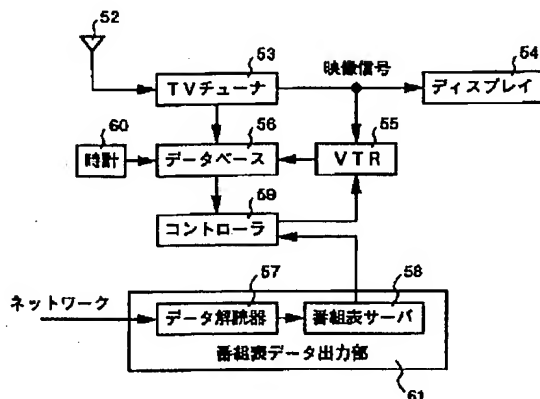 52
53
映像信号
54
TVチューナ
ディスプレイ
60
56
55
時計
データベース
VTR
59
コントローラ
57
58
ネットワーク
データ解読器
番組表サーバ
番組表データ出力部
61